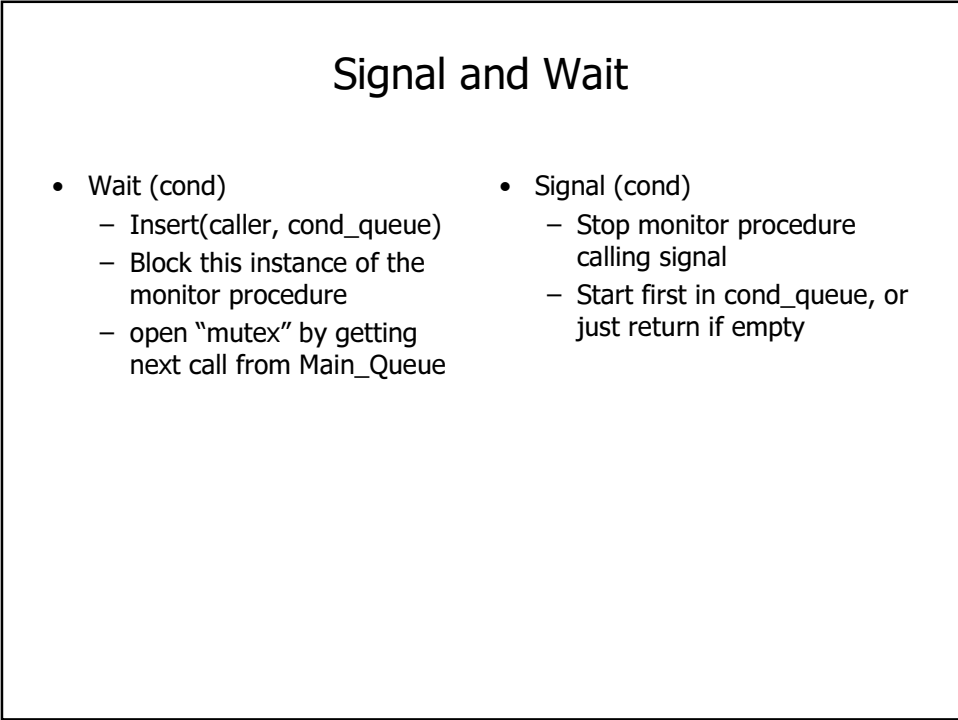 Signal and Wait
• Wait (cond)
– Insert(caller, cond_queue)
– Block this instance of the
monitor procedure
– open “mutex” by getting
next call from Main_Queue
• Signal (cond)
– Stop monitor procedure
calling signal
– Start first in cond_queue, or
just return if empty